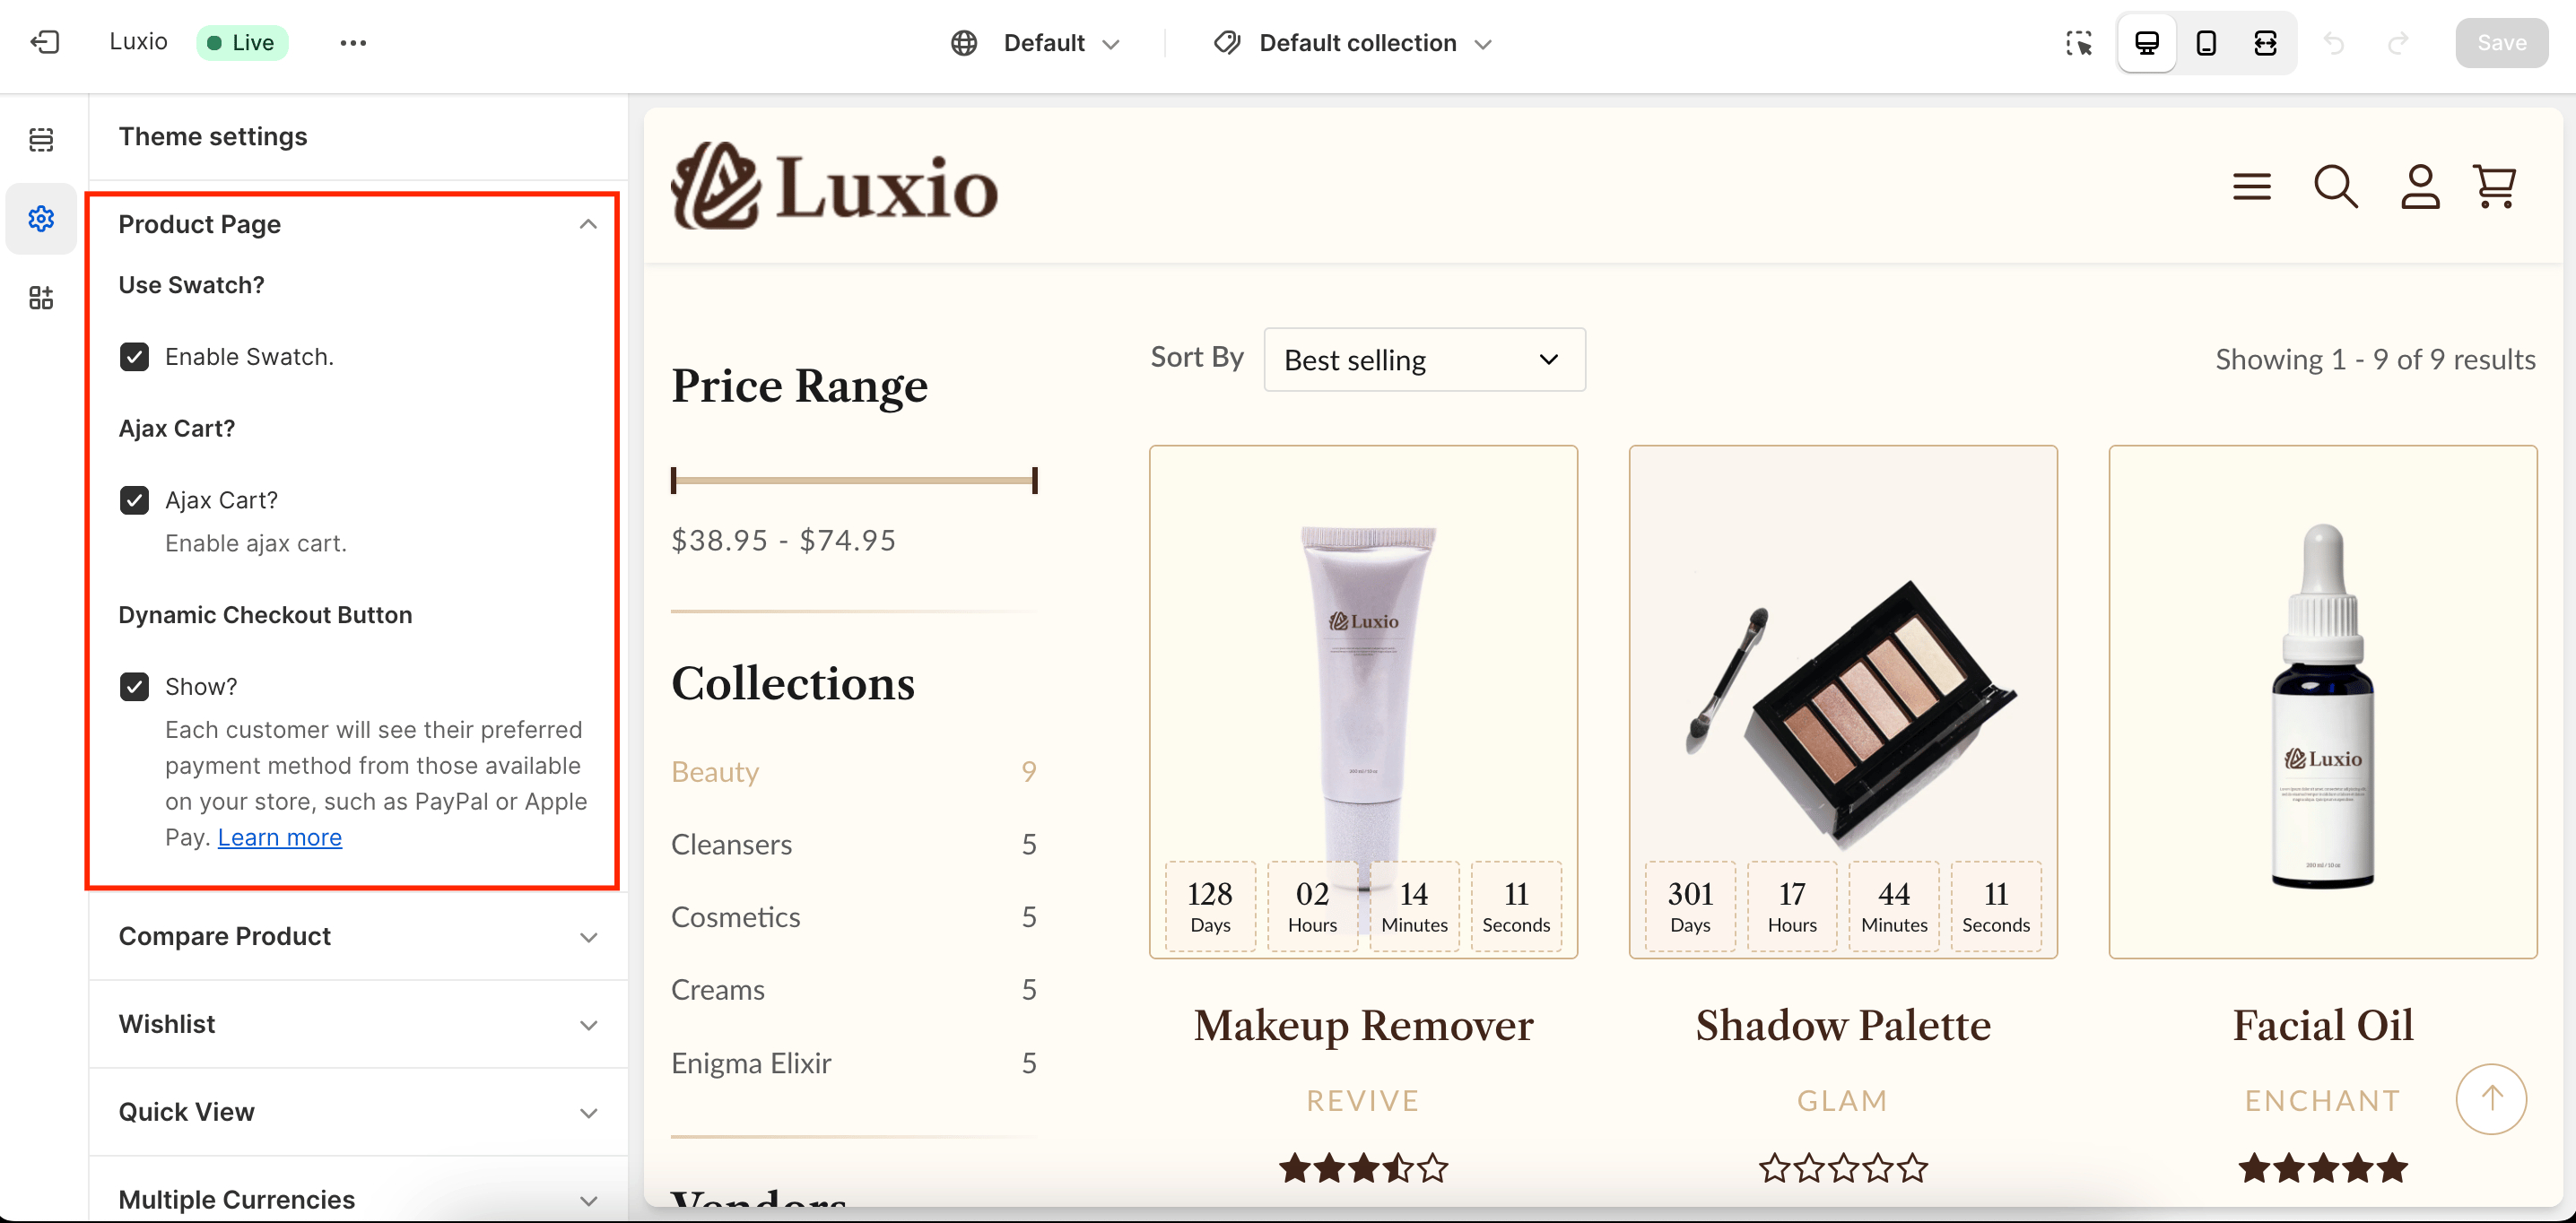 Luxio
Live
Default
Default collection
Save
Theme settings
Product Page
Use Swatch?
Enable Swatch.
Ajax Cart?
Ajax Cart?
Enable ajax cart.
Dynamic Checkout Button
Show?
Each customer will see their preferred
payment method from those available
on your store, such as PayPal or Apple
Pay. Learn more
Compare Product
Wishlist
Quick View
Multiple Currencies
Luxio
Price Range
$38.95 - $74.95
Collections
Beauty 9
Cleansers 5
Cosmetics 5
Creams 5
Enigma Elixir 5
Vendors
Sort By Best selling
Showing 1 - 9 of 9 results
Luxio
128 02 14 11
Days Hours Minutes Seconds
Makeup Remover
REVIVE
301 17 44 11
Days Hours Minutes Seconds
Shadow Palette
GLAM
Luxio
Facial Oil
ENCHANT